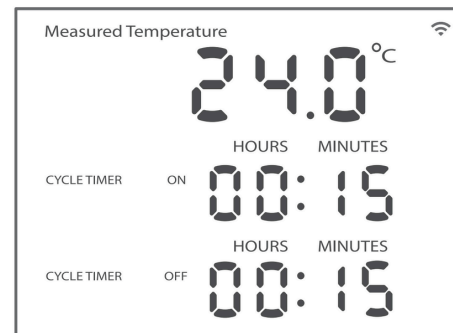 Measured Temperature
24.0°C
HOURS MINUTES
CYCLE TIMER ON 00:15
HOURS MINUTES
CYCLE TIMER OFF 00:15